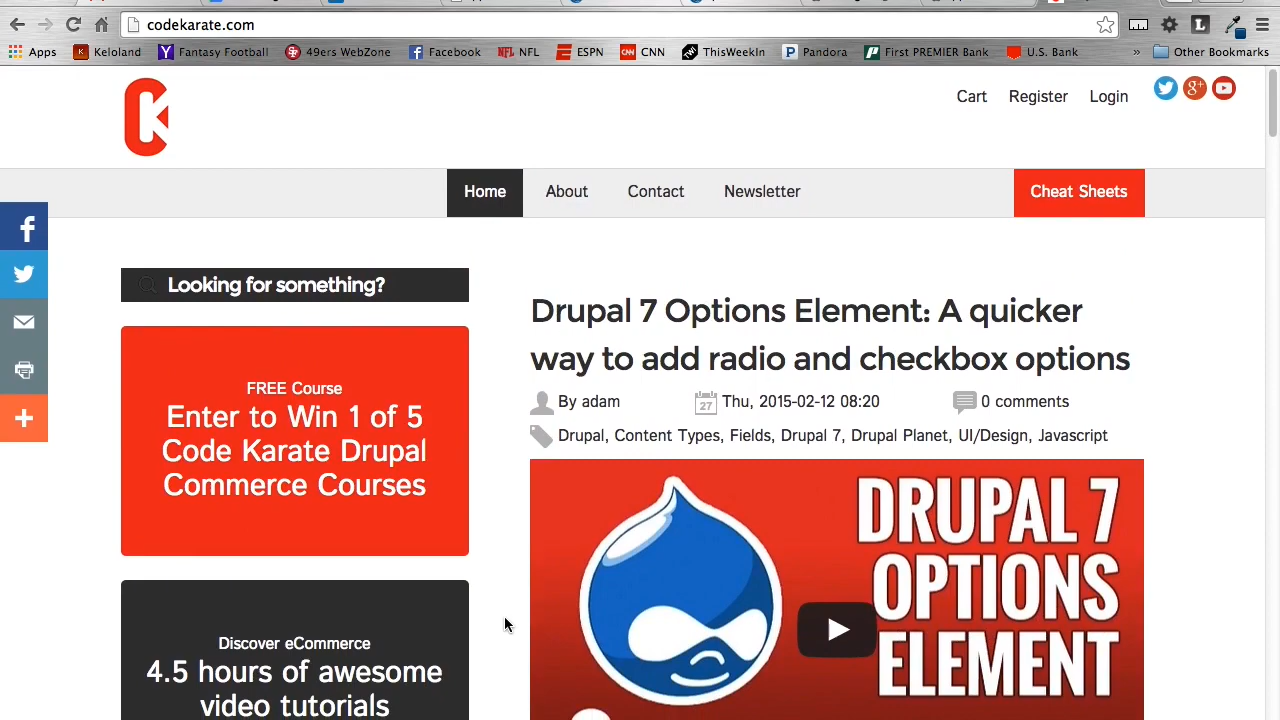 codekarate.com
Apps Keloland Fantasy Football 49ers WebZone Facebook NFL ESPN CNN ThisWeekIn Pandora First PREMIER Bank U.S. Bank » Other Bookmarks
Cart Register Login
Home About Contact Newsletter Cheat Sheets
Looking for something?
FREE Course
Enter to Win 1 of 5
Code Karate Drupal
Commerce Courses
Discover eCommerce
4.5 hours of awesome
video tutorials
Drupal 7 Options Element: A quicker
way to add radio and checkbox options
By adam 27 Thu, 2015-02-12 08:20 0 comments
Drupal, Content Types, Fields, Drupal 7, Drupal Planet, UI/Design, Javascript
DRUPAL 7
OPTIONS
ELEMENT